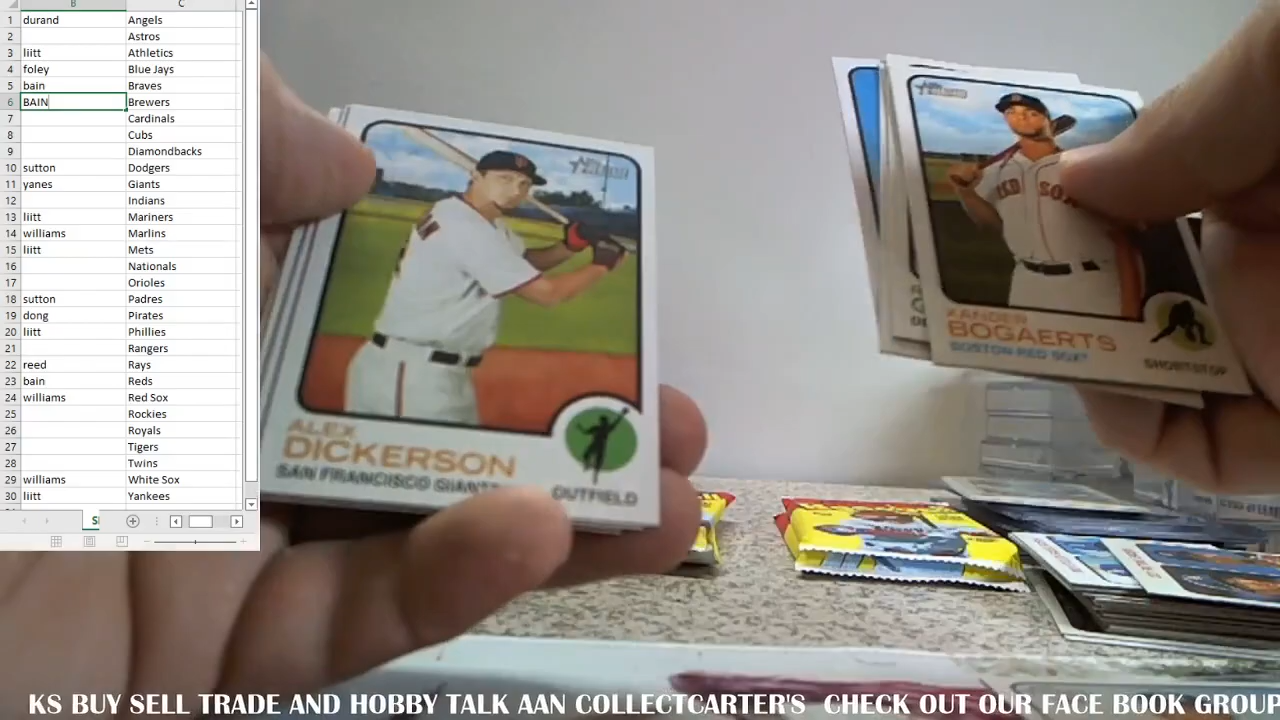 B C
1 durand Angels
2 Astros
3 liitt Athletics
4 foley Blue Jays
5 bain Braves
6 BAIN Brewers
7 Cardinals
8 Cubs
9 Diamondbacks
10 sutton Dodgers
11 yanes Giants
12 Indians
13 liitt Mariners
14 williams Marlins
15 liitt Mets
16 Nationals
17 Orioles
18 sutton Padres
19 dong Pirates
20 liitt Phillies
21 Rangers
22 reed Rays
23 bain Reds
24 williams Red Sox
25 Rockies
26 Royals
27 Tigers
28 Twins
29 williams White Sox
30 liitt Yankees
ALEX
DICKERSON
SAN FRANCISCO GIANTS
OUTFIELD
RED SOX
XANDER
BOGAERTS
BOSTON RED SOX
SHORTSTOP
KS BUY SELL TRADE AND HOBBY TALK AAN COLLECTCARTER'S CHECK OUT OUR FACE BOOK GROUP